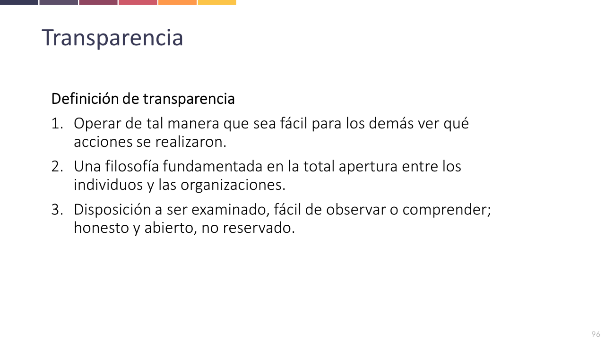 Transparencia
Definición de transparencia
1. Operar de tal manera que sea fácil para los demás ver qué
acciones se realizaron.
2. Una filosofía fundamentada en la total apertura entre los
individuos y las organizaciones.
3. Disposición a ser examinado, fácil de observar o comprender;
honesto y abierto, no reservado.
96